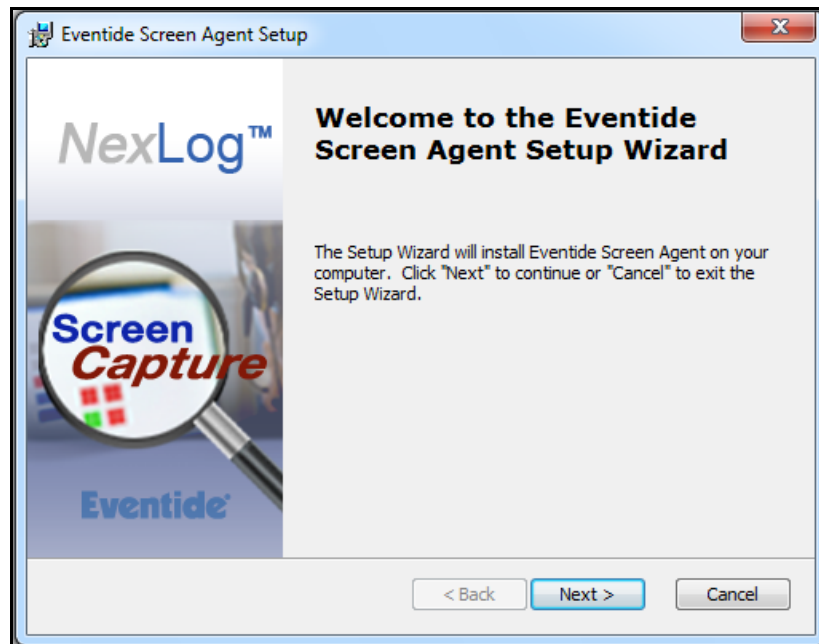 Eventide Screen Agent Setup
NexLog™
Welcome to the Eventide
Screen Agent Setup Wizard
The Setup Wizard will install Eventide Screen Agent on your
computer.  Click "Next" to continue or "Cancel" to exit the
Setup Wizard.
Screen
Capture
Eventide
< Back
Next >
Cancel